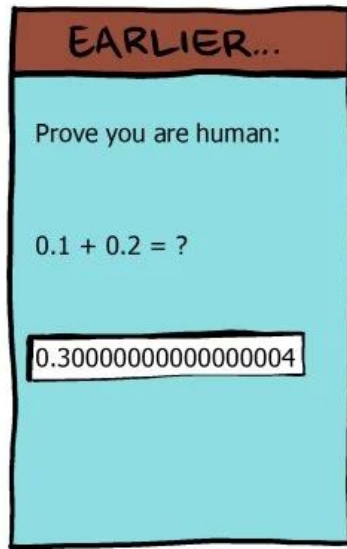 EARLIER...
Prove you are human:
0.1 + 0.2 = ?
0.30000000000000004